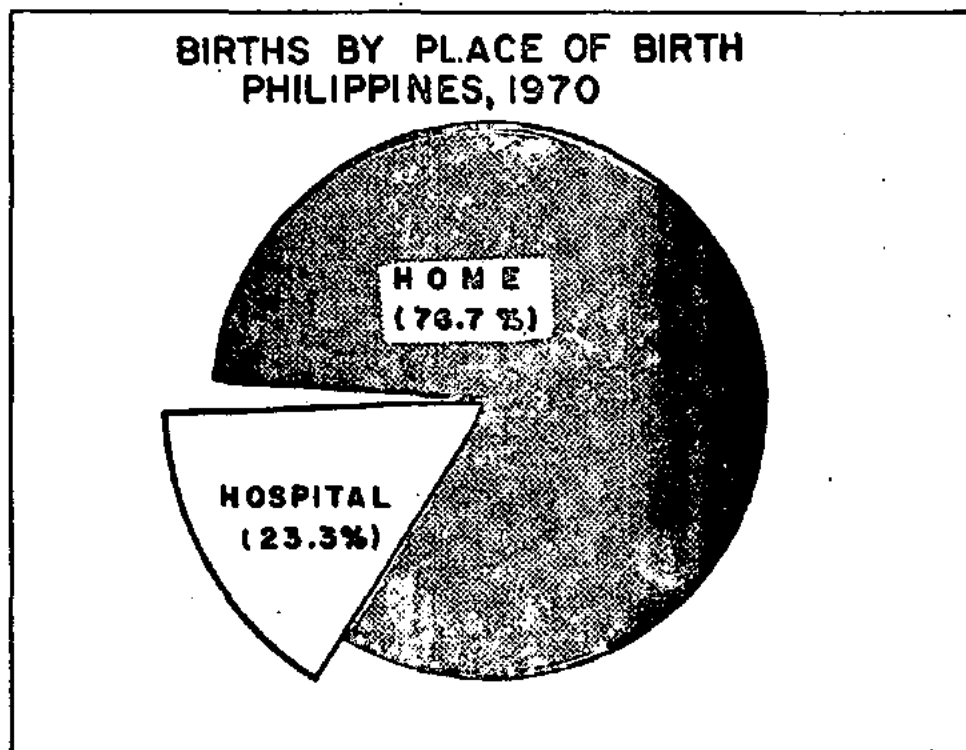 BIRTHS BY PLACE OF BIRTH
PHILIPPINES, 1970
HOME
(76.7%)
HOSPITAL
(23.3%)